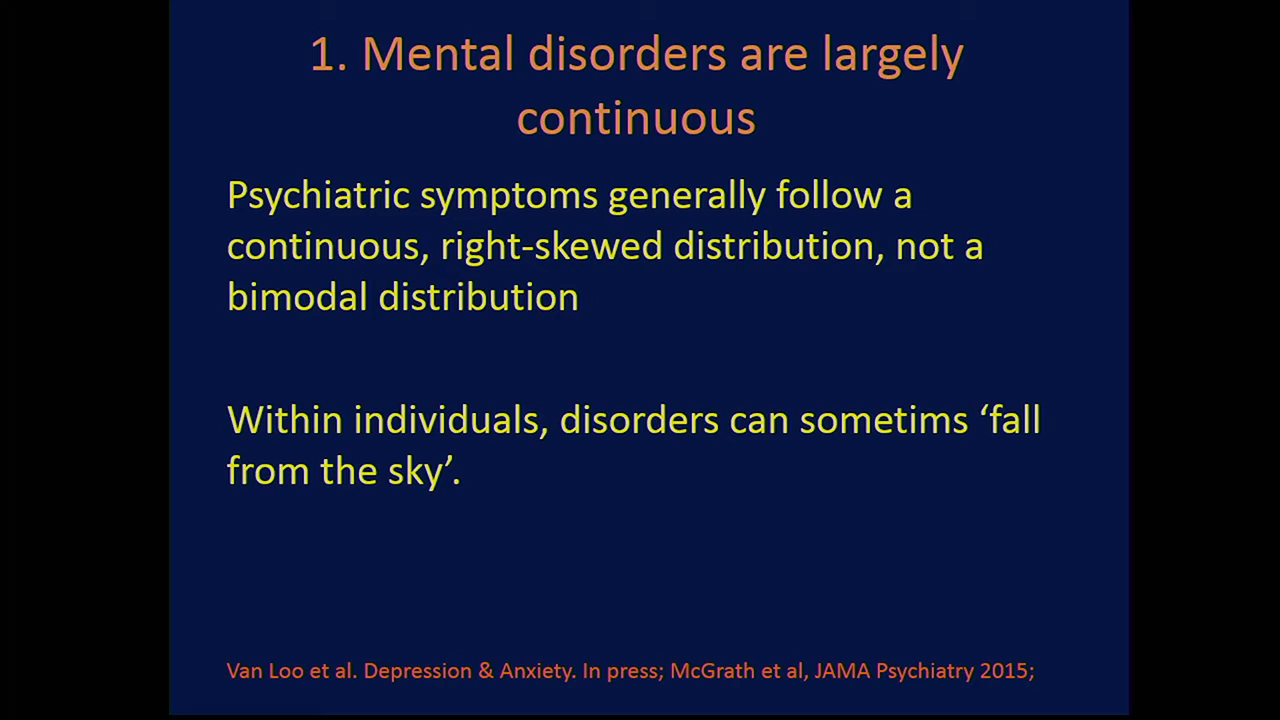 1. Mental disorders are largely
continuous
Psychiatric symptoms generally follow a
continuous, right-skewed distribution, not a
bimodal distribution
Within individuals, disorders can sometims ‘fall
from the sky’.
Van Loo et al. Depression & Anxiety. In press; McGrath et al, JAMA Psychiatry 2015;